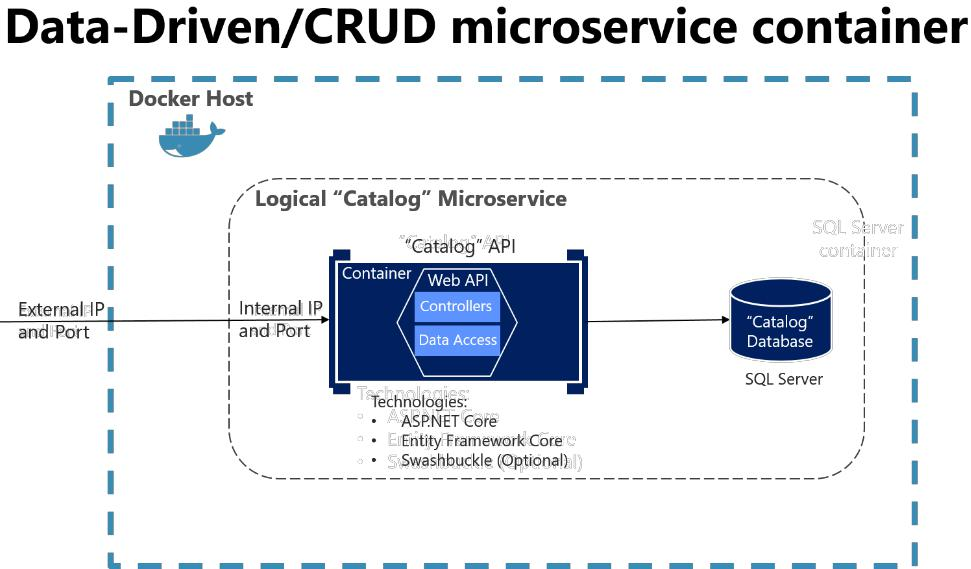 Data-Driven/CRUD microservice container
Docker Host
Logical “Catalog” Microservice
SQL Server
container
“Catalog” API
Container
Web API
Controllers
Data Access
External IP
and Port
Internal IP
and Port
“Catalog”
Database
SQL Server
Technologies:
• ASP.NET Core
• Entity Framework Core
• Swashbuckle (Optional)